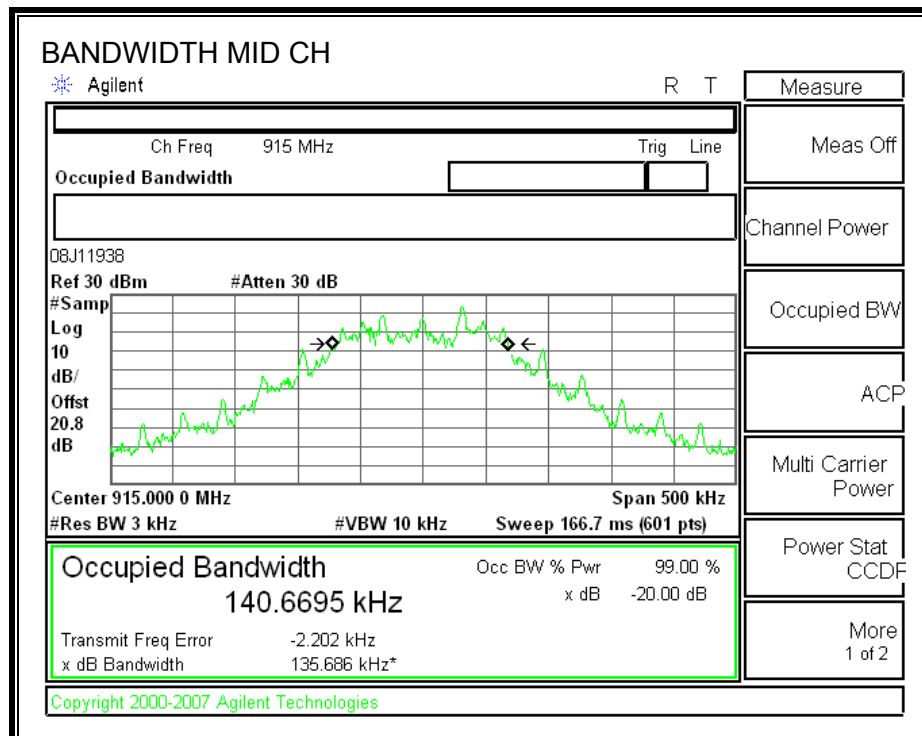 BANDWIDTH MID CH
Agilent R T Measure
Ch Freq 915 MHz Trig Line
Occupied Bandwidth
Meas Off
Channel Power
Occupied BW
ACP
Multi Carrier
Power
Power Stat
CCDF
More
1 of 2
08J11938
Ref 30 dBm #Atten 30 dB
#Samp
Log
10
dB/
Offst
20.8
dB
Center 915.000 0 MHz Span 500 kHz
#Res BW 3 kHz #VBW 10 kHz Sweep 166.7 ms (601 pts)
Occupied Bandwidth Occ BW % Pwr 99.00 %
140.6695 kHz x dB -20.00 dB
Transmit Freq Error -2.202 kHz
x dB Bandwidth 135.686 kHz*
Copyright 2000-2007 Agilent Technologies